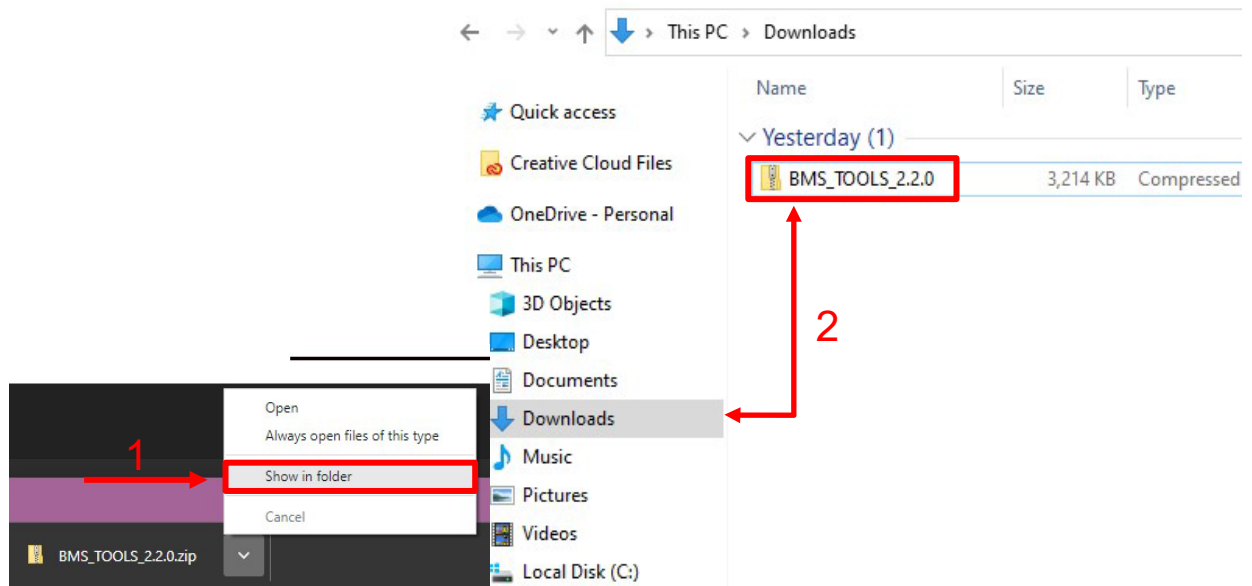 This PC > Downloads
Name Size Type
Quick access
Yesterday (1)
Creative Cloud Files
BMS_TOOLS_2.2.0 3,214 KB Compressed
OneDrive - Personal
This PC
3D Objects
2
Desktop
Documents
Downloads
Music
Pictures
Videos
Local Disk (C:)
Open
Always open files of this type
1
Show in folder
Cancel
BMS_TOOLS_2.2.0.zip